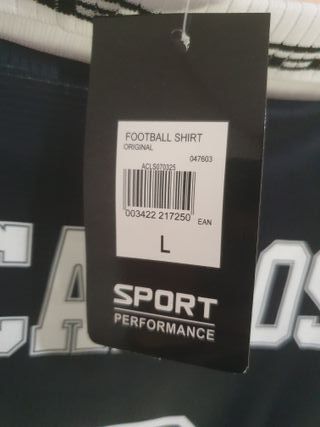 FOOTBALL SHIRT
ORIGINAL
047603
ACLS070325
003422 217250 EAN
L
SPORT
PERFORMANCE